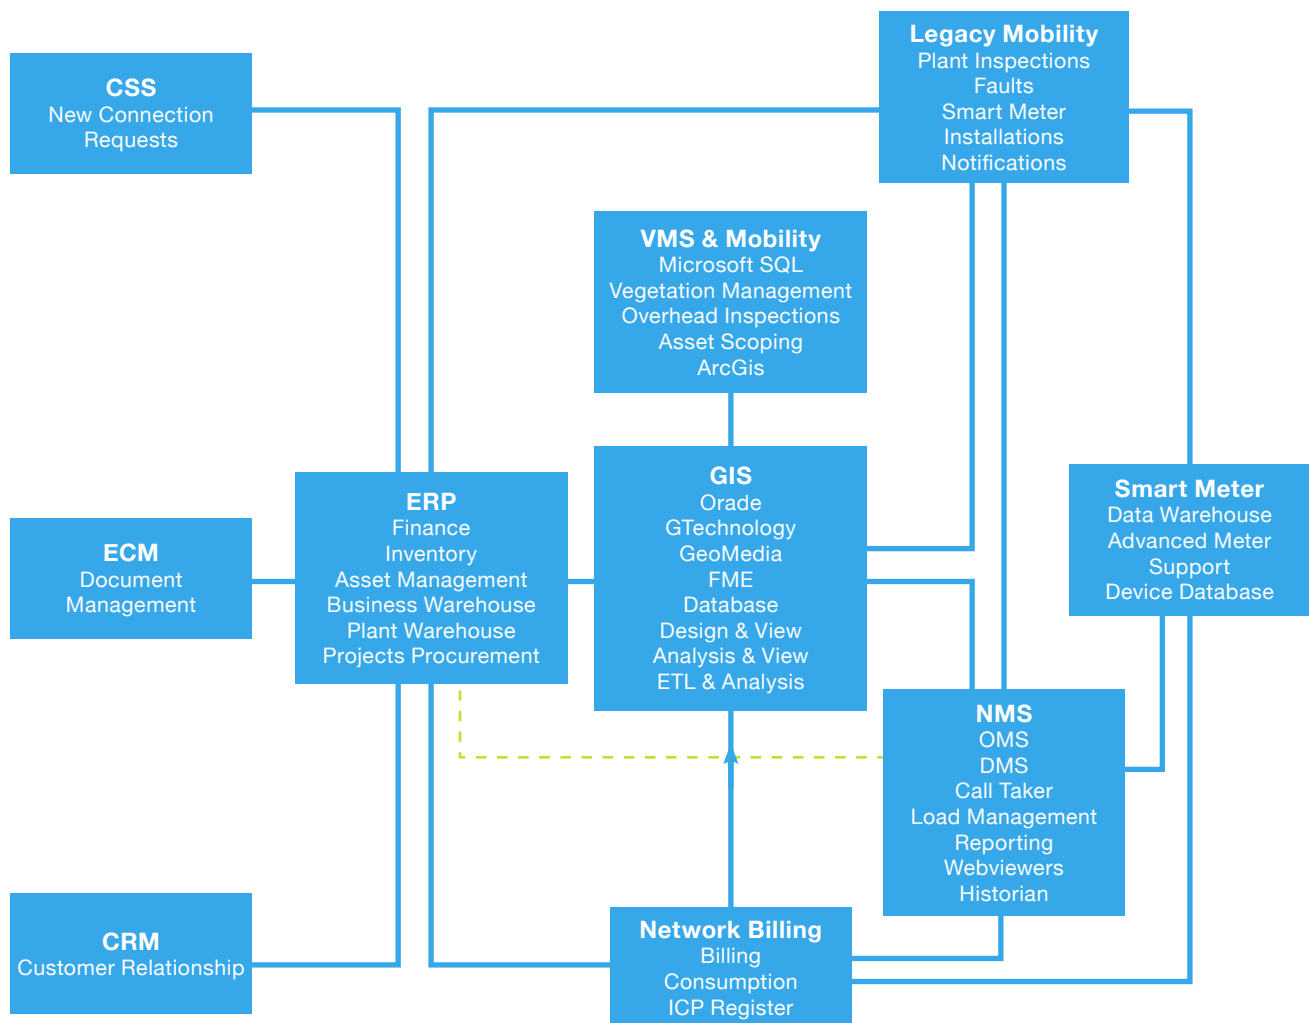 Legacy Mobility
Plant Inspections
Faults
Smart Meter
Installations
Notifications
CSS
New Connection
Requests
VMS & Mobility
Microsoft SQL
Vegetation Management
Overhead Inspections
Asset Scoping
ArcGis
GIS
Orade
GTechnology
GeoMedia
FME
Database
Design & View
Analysis & View
ETL & Analysis
ERP
Finance
Inventory
Asset Management
Business Warehouse
Plant Warehouse
Projects Procurement
Smart Meter
Data Warehouse
Advanced Meter
Support
Device Database
ECM
Document
Management
NMS
OMS
DMS
Call Taker
Load Management
Reporting
Webviewers
Historian
CRM
Customer Relationship
Network Billing
Billing
Consumption
ICP Register